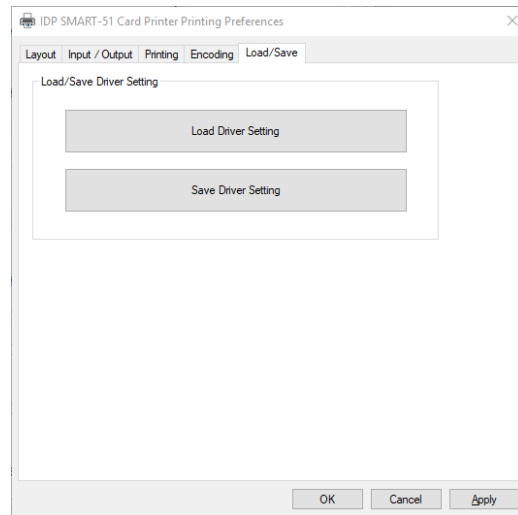 IDP SMART-51 Card Printer Printing Preferences
Layout Input / Output Printing Encoding Load/Save
Load/Save Driver Setting
Load Driver Setting
Save Driver Setting
OK Cancel Apply